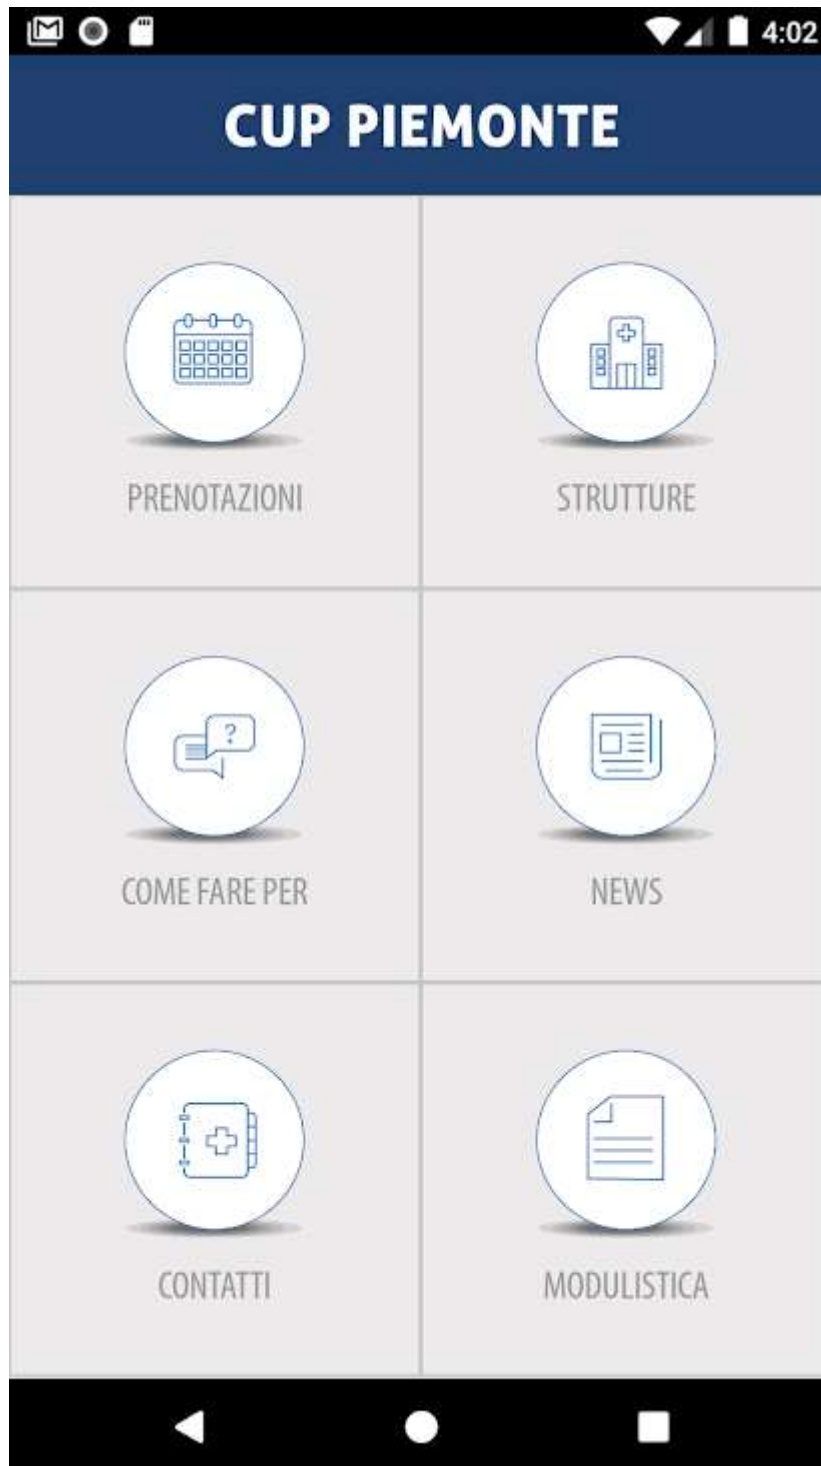 4:02
CUP PIEMONTE
PRENOTAZIONI
STRUTTURE
?
COME FARE PER
NEWS
CONTATTI
MODULISTICA